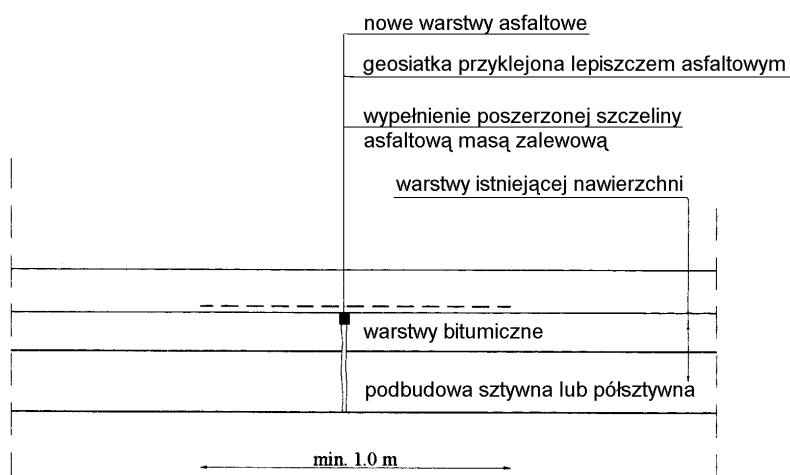 nowe warstwy asfaltowe
geosiatka przyklejona lepiszczem asfaltowym
wypełnienie poszerzonej szczeliny
asfaltową masą zalewową
warstwy istniejącej nawierzchni
warstwy bitumiczne
podbudowa sztywna lub półsztywna
min. 1.0 m